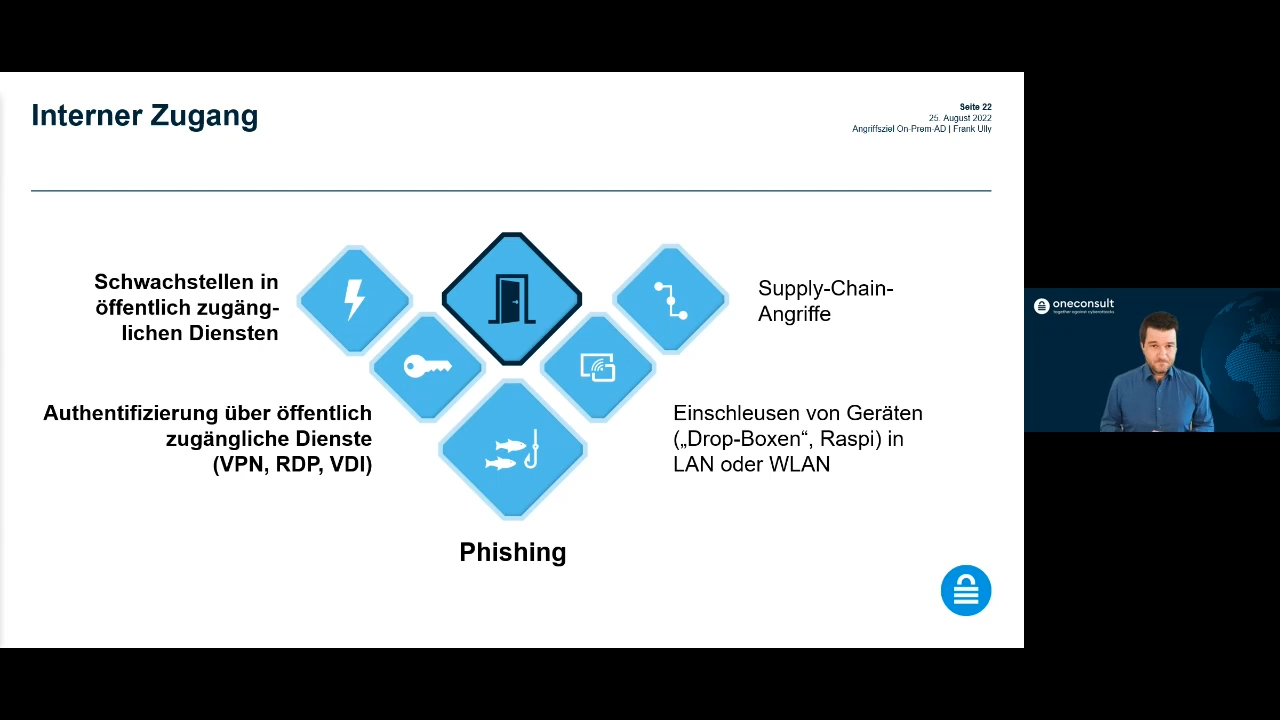 Interner Zugang
Seite 22
25. August 2022
Angriffsziel On-Prem-AD | Frank Ully
Schwachstellen in
öffentlich zugäng-
lichen Diensten
Supply-Chain-
Angriffe
Authentifizierung über öffentlich
zugängliche Dienste
(VPN, RDP, VDI)
Einschleusen von Geräten
(„Drop-Boxen“, Raspi) in
LAN oder WLAN
Phishing
oneconsult
together against cyberattacks